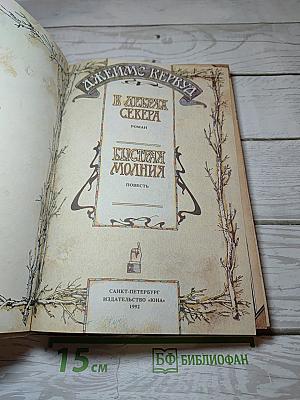 ДЖЕЙМС КЕРВУД
В ДЕБРЯХ
СЕВЕРА
РОМАН
БЫСТРАЯ
МОЛНИЯ
ПОВЕСТЬ
САНКТ-ПЕТЕРБУРГ
ИЗДАТЕЛЬСТВО «ЮНА»
1992
15 см
БФ БИБЛИОФАН